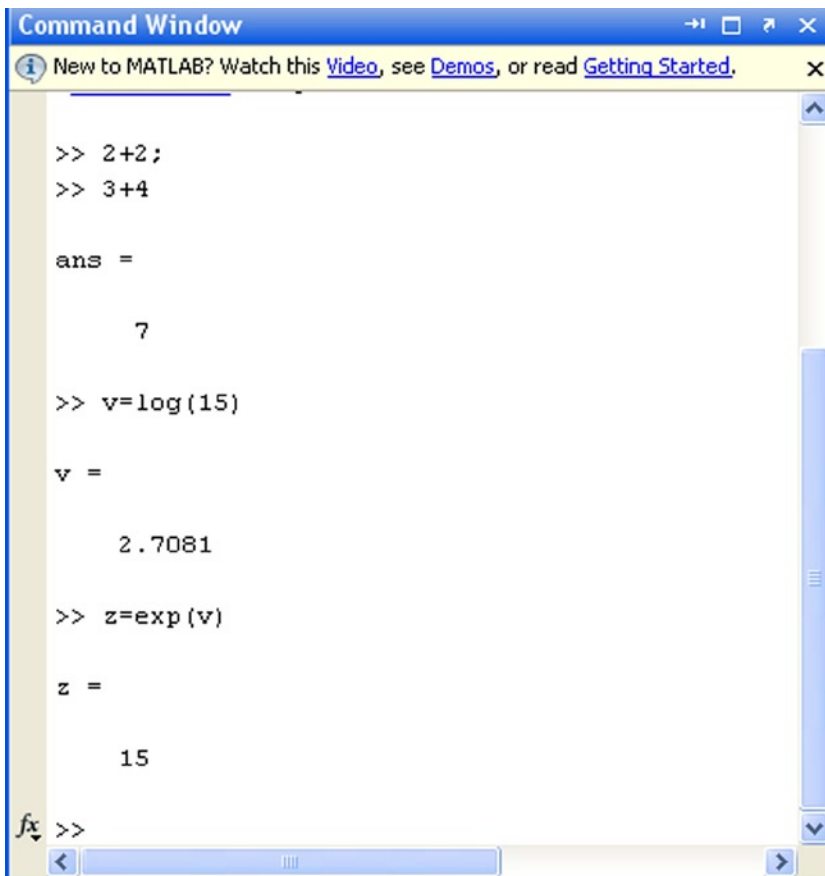 Command Window
New to MATLAB? Watch this Video, see Demos, or read Getting Started.
>> 2+2;
>> 3+4
ans =
7
>> v=log(15)
v =
2.7081
>> z=exp(v)
z =
15
fx >>